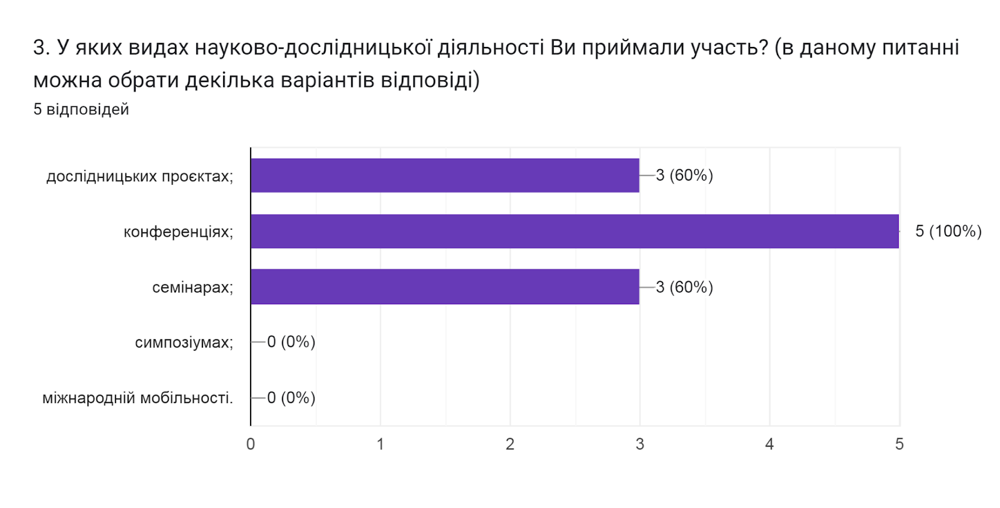 3. У яких видах науково-дослідницької діяльності Ви приймали участь? (в даному питанні
можна обрати декілька варіантів відповіді)
5 відповідей
дослідницьких проєктах;
3 (60%)
конференціях;
5 (100%)
семінарах;
3 (60%)
симпозіумах;
0 (0%)
міжнародній мобільності.
0 (0%)
0 1 2 3 4 5